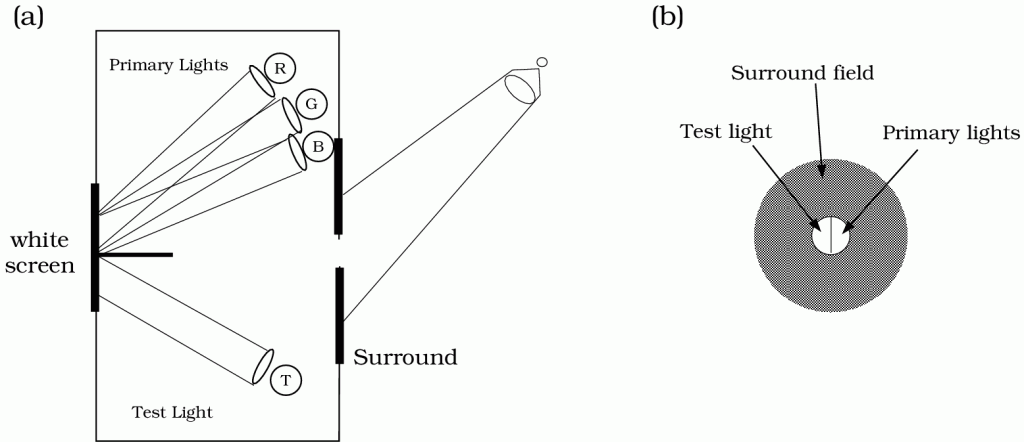 (a)
Primary Lights
R
G
B
white
screen
Surround
T
Test Light
(b)
Surround field
Test light
Primary lights